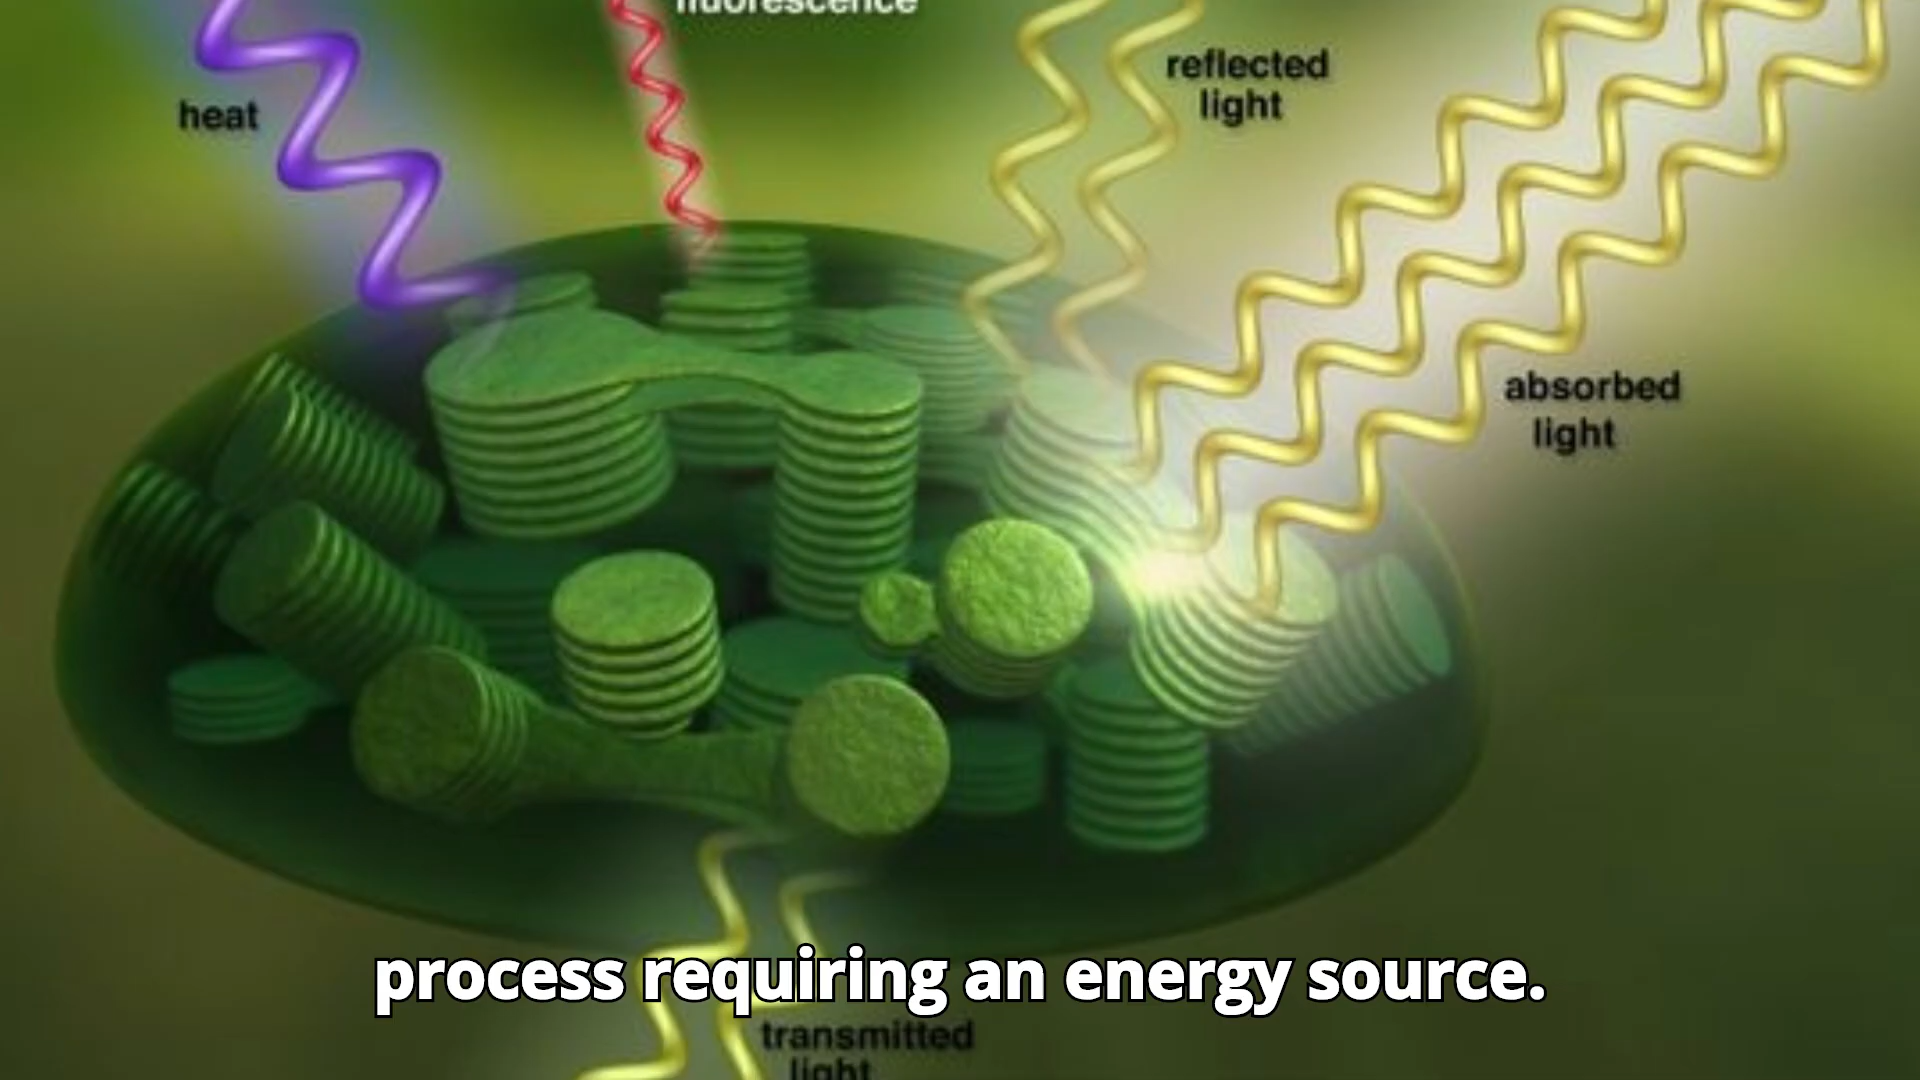 fluorescence
heat
reflected
light
absorbed
light
process requiring an energy source.
transmitted
light